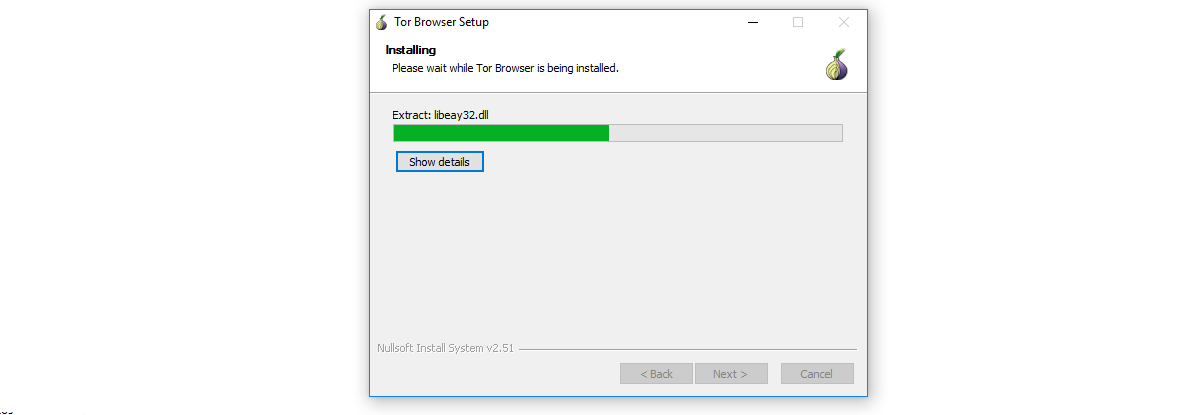 Tor Browser Setup
Installing
Please wait while Tor Browser is being installed.
Extract: libeay32.dll
Show details
Nullsoft Install System v2.51
< Back
Next >
Cancel